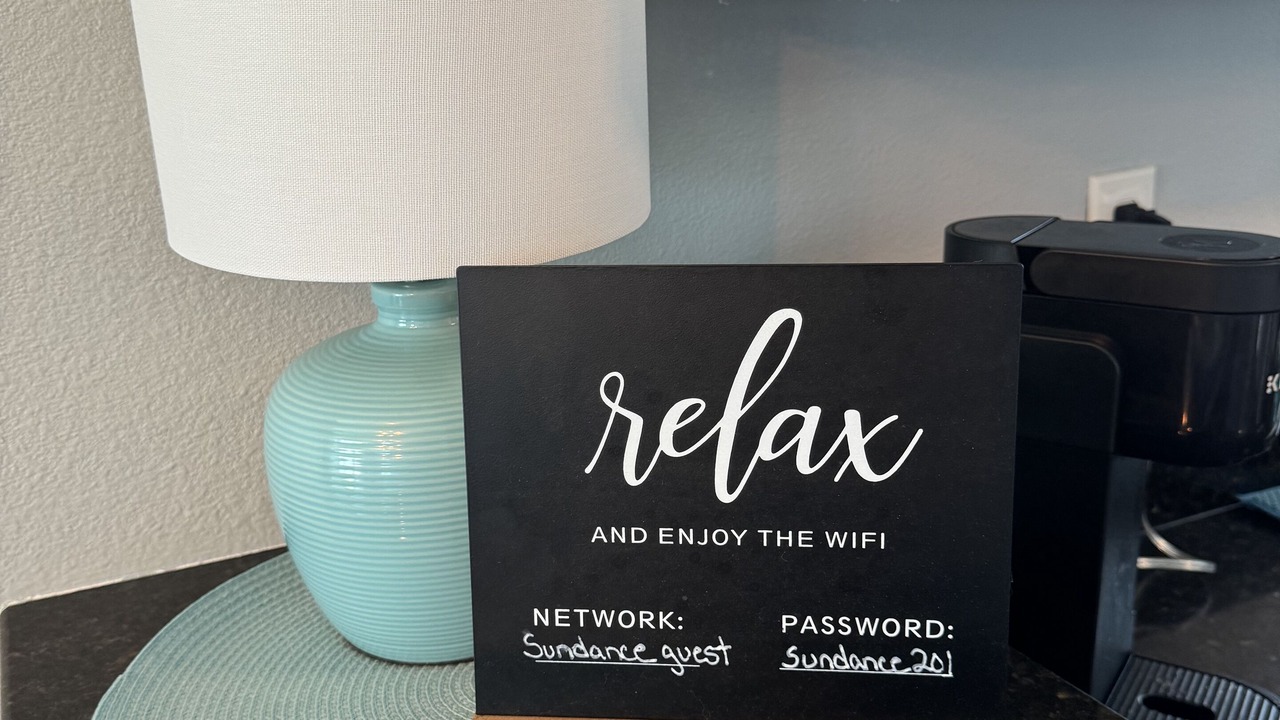 relax
AND ENJOY THE WIFI
NETWORK: PASSWORD:
Sundance guest Sundance201